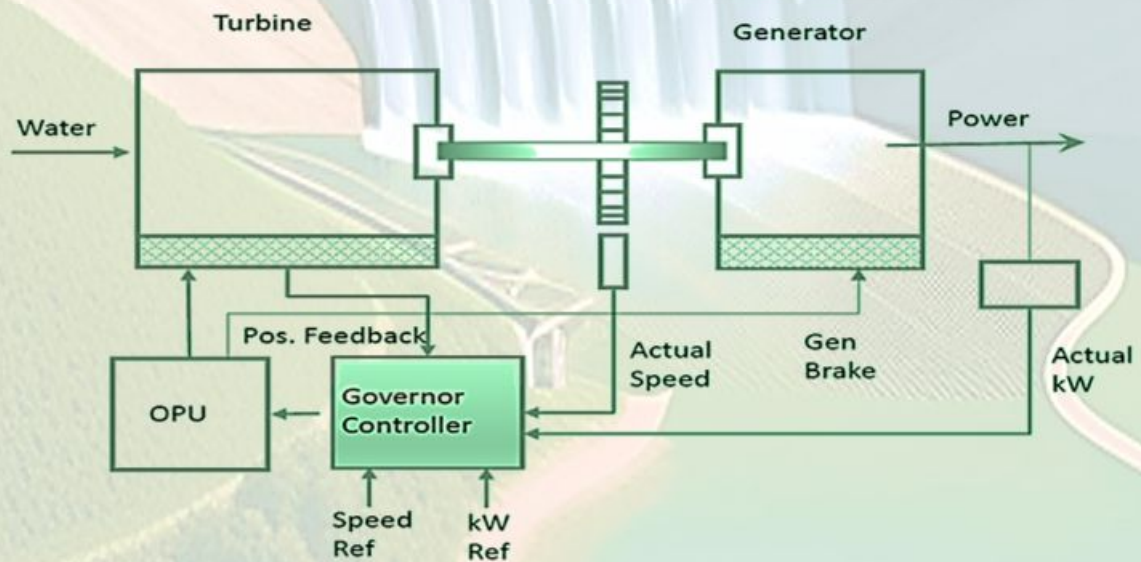 Turbine
Generator
Water
Power
Pos. Feedback
OPU
Governor
Controller
Actual
Speed
Gen
Brake
Actual
kW
Speed
Ref
kW
Ref